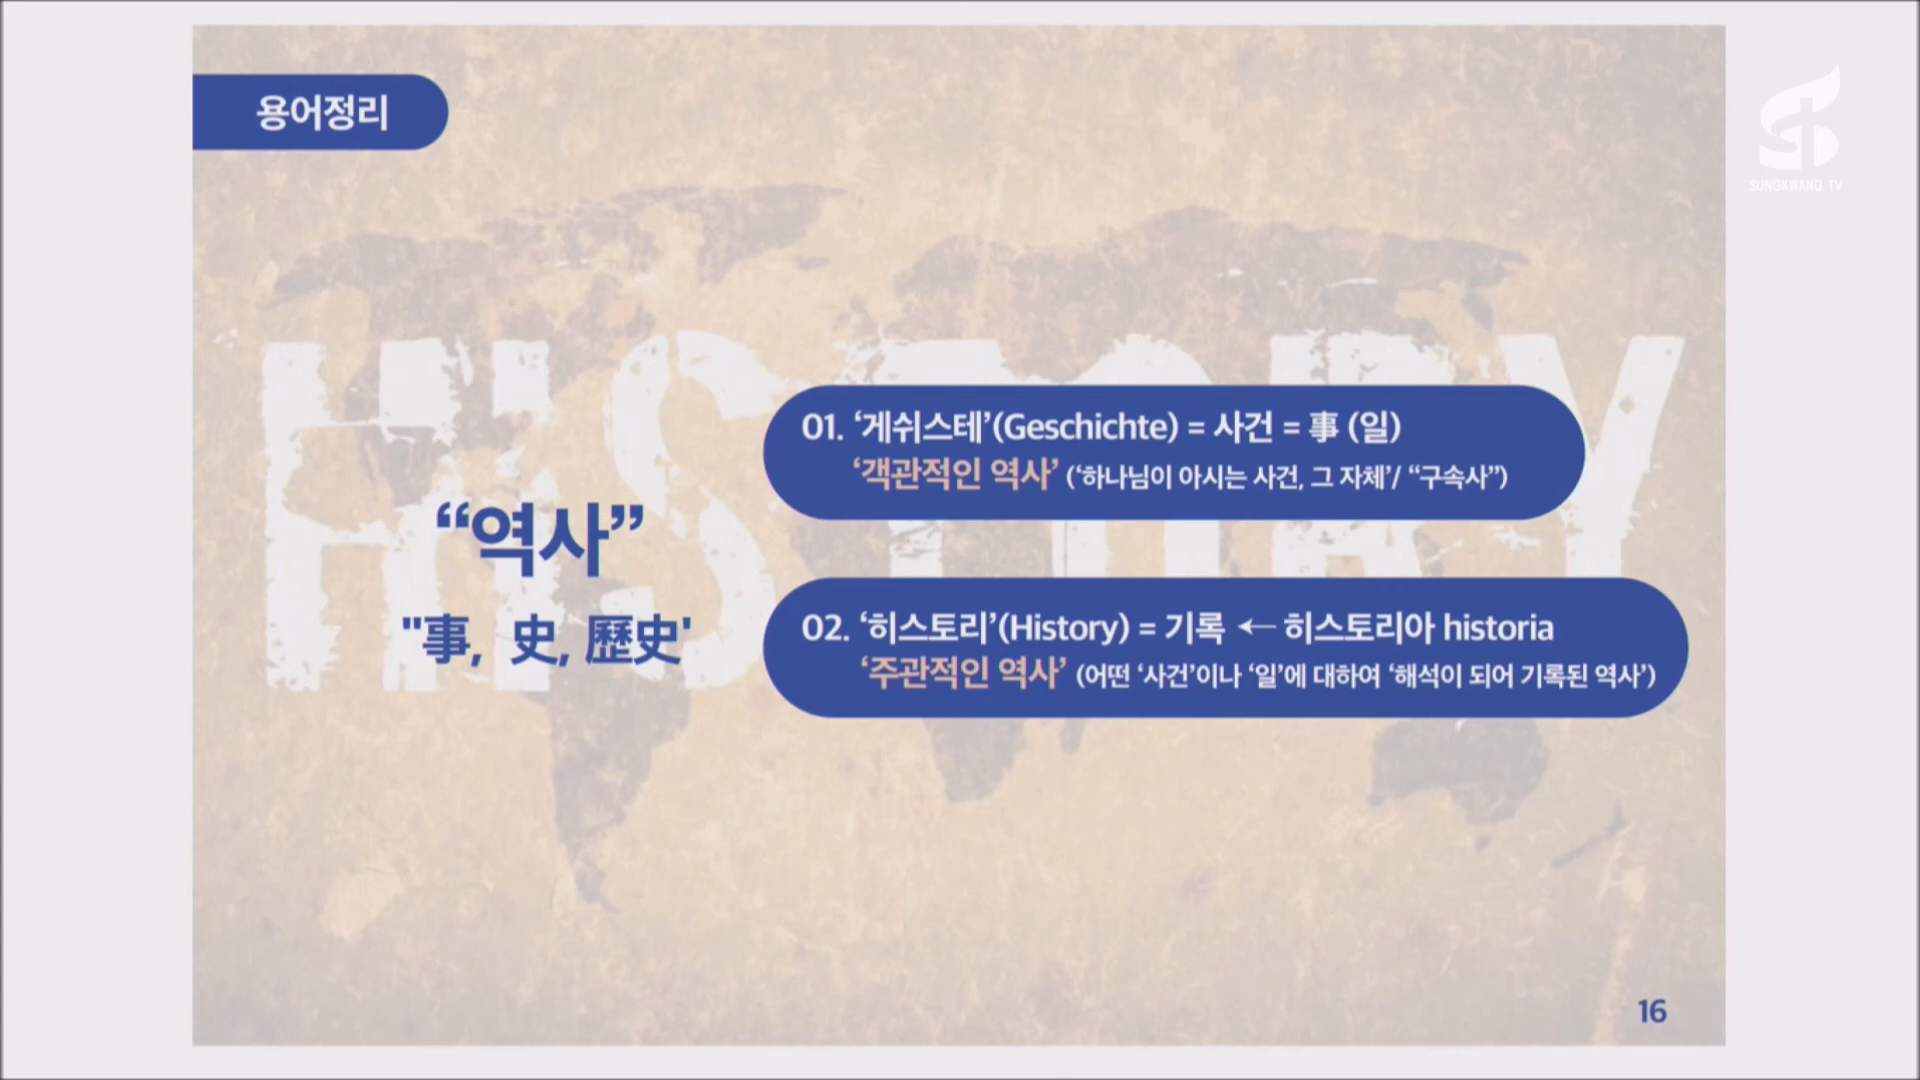 용어정리
SUNGKWANG TV
HISTORY
“역사”
"事, 史, 歷史'
01. ‘게쉬스테’(Geschichte) = 사건 = 事 (일)
‘객관적인 역사’ (‘하나님이 아시는 사건, 그 자체’/ “구속사”)
02. ‘히스토리’(History) = 기록 ← 히스토리아 historia
‘주관적인 역사’ (어떤 ‘사건’이나 ‘일’에 대하여 ‘해석이 되어 기록된 역사’)
16